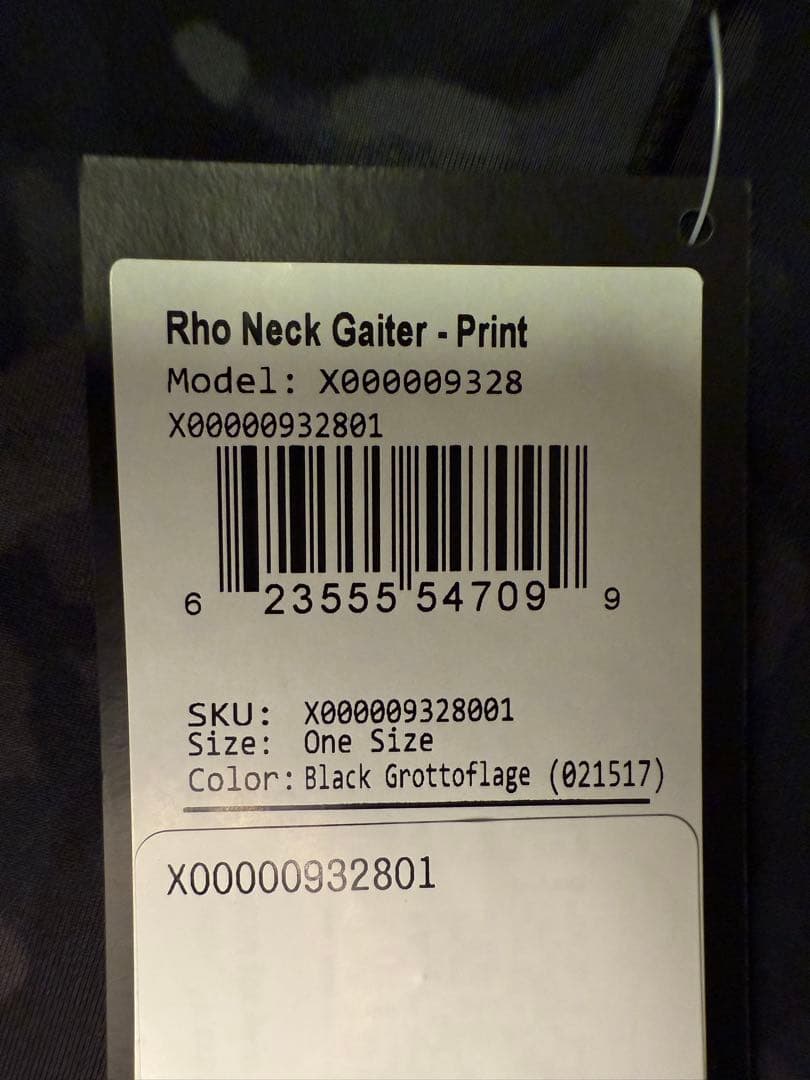 Rho Neck Gaiter - Print
Model: X000009328
X00000932801
6 23555 54709 9
SKU: X000009328001
Size: One Size
Color: Black Grottoflage (021517)
X00000932801